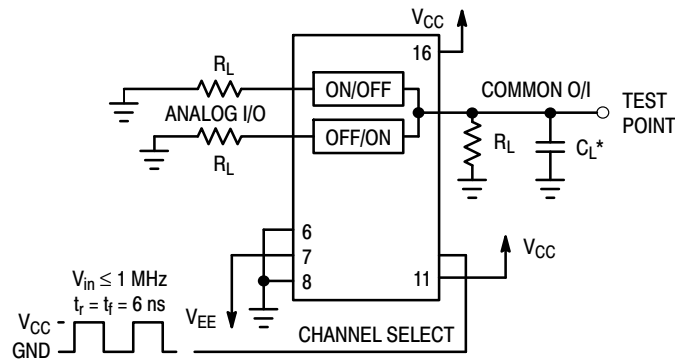 V_CC
16
R_L
ON/OFF
COMMON O/I
TEST POINT
ANALOG I/O
OFF/ON
R_L
R_L
C_L*
6
7
8
11
V_CC
V_in ≤ 1 MHz
t_r = t_f = 6 ns
V_EE
V_CC
GND
CHANNEL SELECT